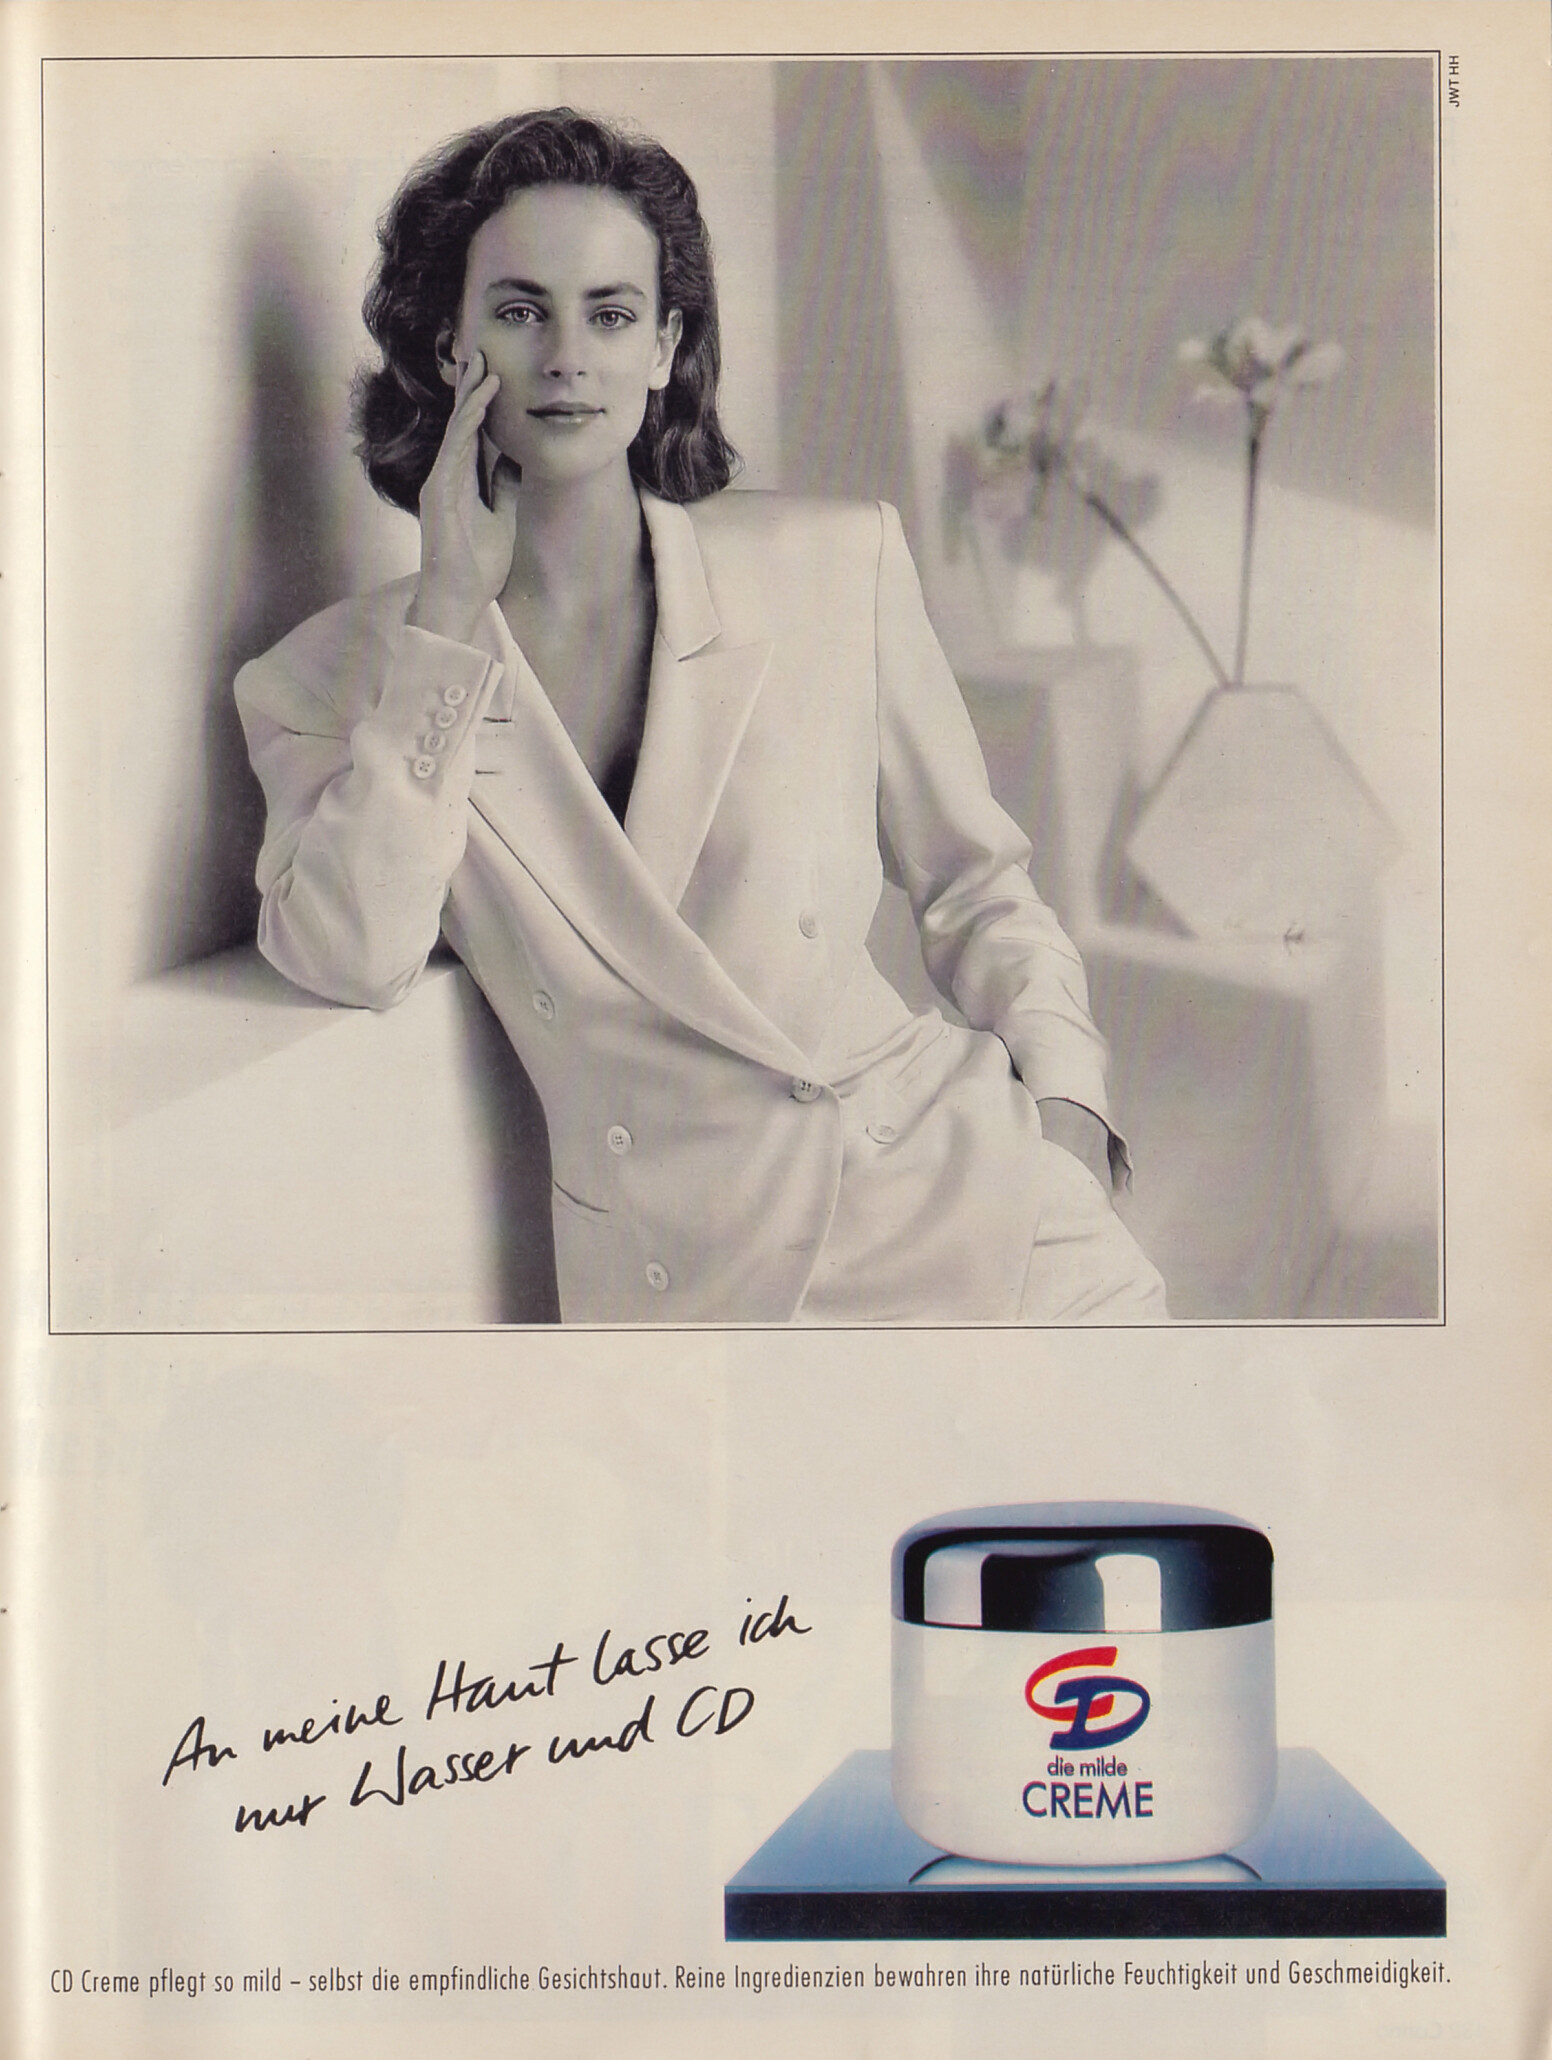 JWT HH
An meine Haut lasse ich
nur Wasser und CD
CD
die milde
CREME
CD Creme pflegt so mild – selbst die empfindliche Gesichtshaut. Reine Ingredienzien bewahren ihre natürliche Feuchtigkeit und Geschmeidigkeit.